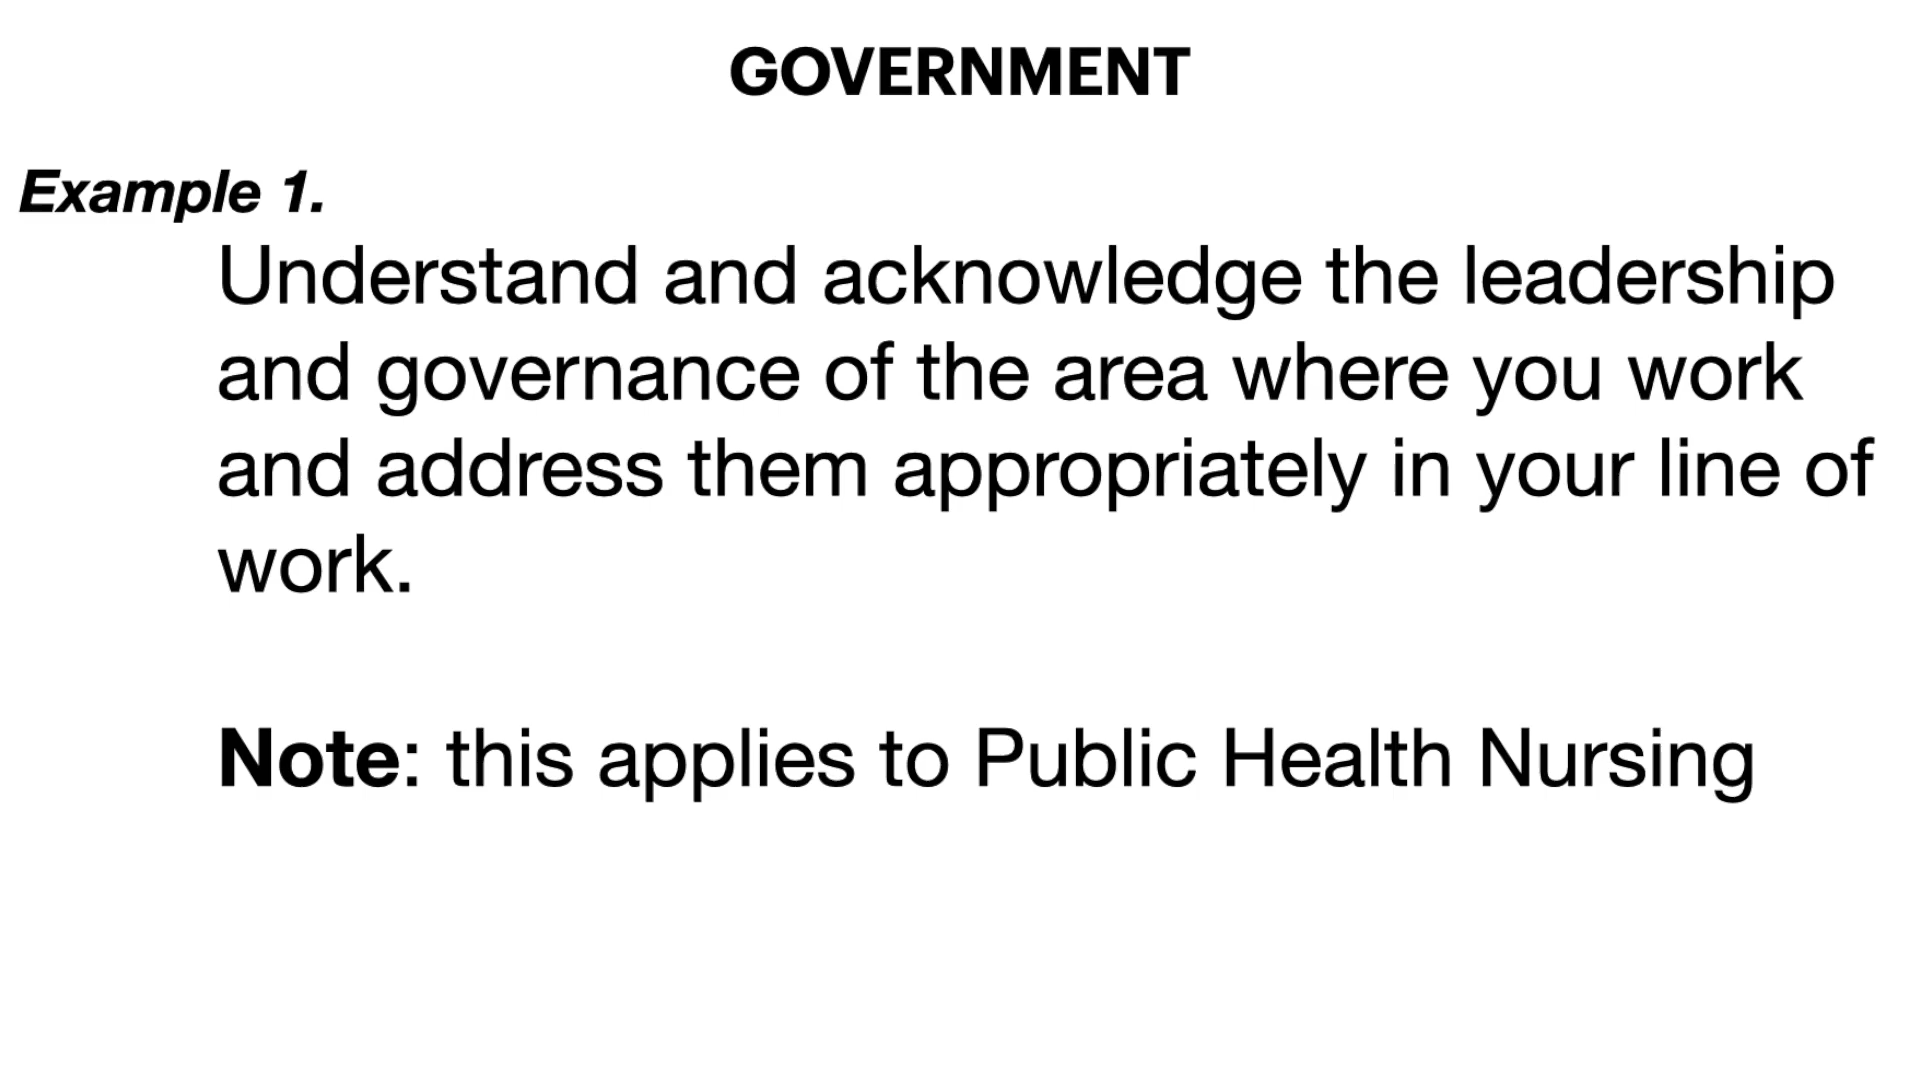 GOVERNMENT
Example 1.
Understand and acknowledge the leadership
and governance of the area where you work
and address them appropriately in your line of
work.
Note: this applies to Public Health Nursing